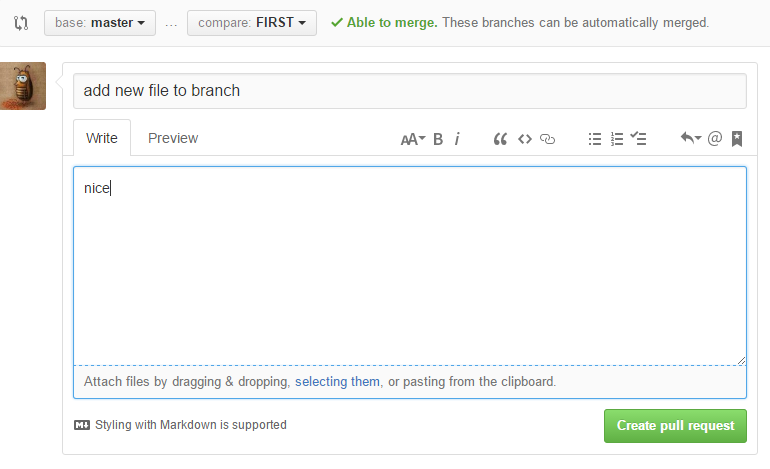 base: master ... compare: FIRST Able to merge. These branches can be automatically merged.
add new file to branch
Write Preview AA B i @
nice
Attach files by dragging & dropping, selecting them, or pasting from the clipboard.
Styling with Markdown is supported Create pull request